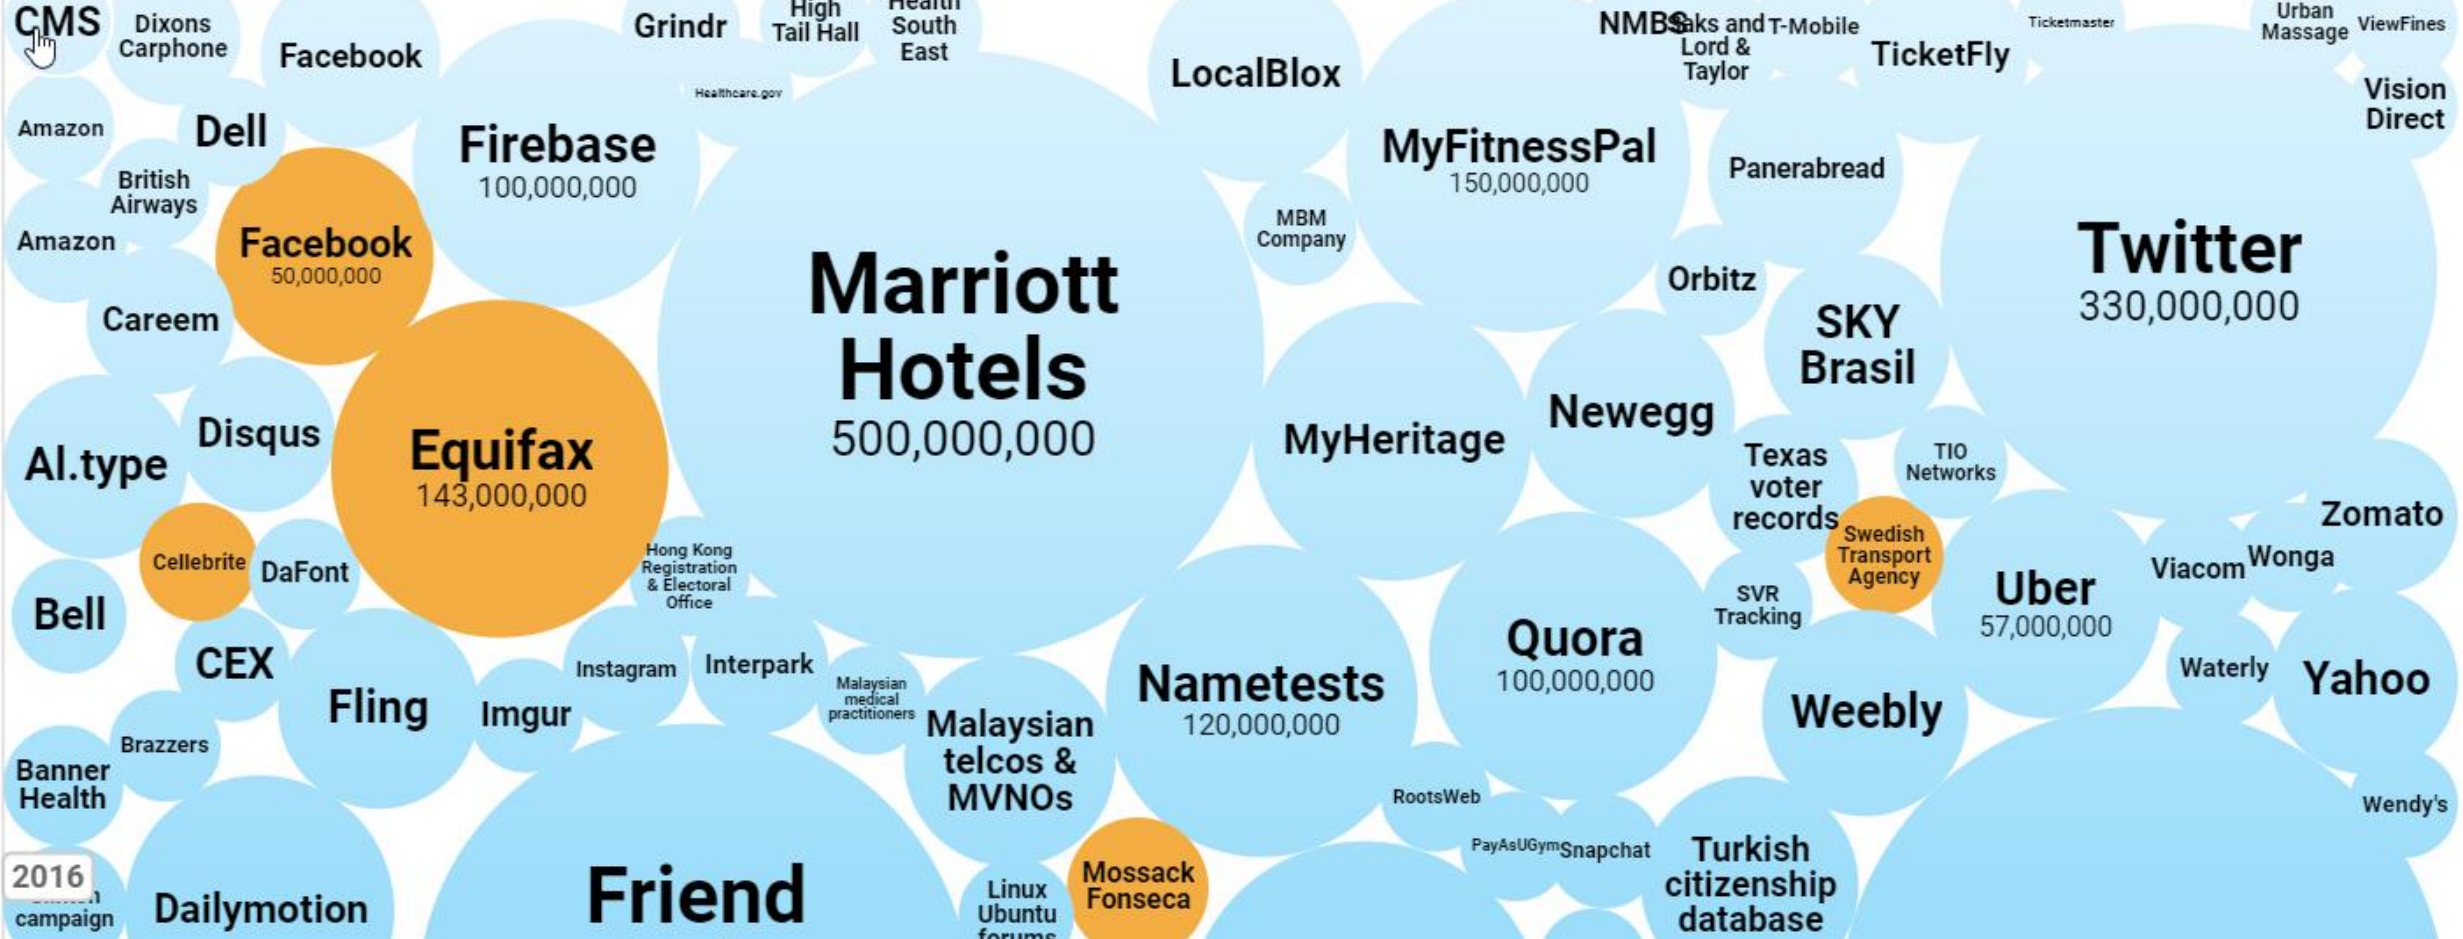 CMS
Dixons
Carphone
Facebook
Grindr
High
Tail Hall
Health
South
East
LocalBlox
NMBS
Saks and
Lord &
Taylor
T-Mobile
TicketFly
Ticketmaster
Urban
Massage
ViewFines
Vision
Direct
Amazon
Dell
Firebase
100,000,000
Healthcare.gov
MyFitnessPal
150,000,000
Panerabread
British
Airways
Amazon
Facebook
50,000,000
MBM
Company
Marriott
Hotels
500,000,000
Orbitz
Twitter
330,000,000
Careem
SKY
Brasil
Al.type
Disqus
Equifax
143,000,000
MyHeritage
Newegg
Texas
voter
records
TIO
Networks
Cellebrite
DaFont
Hong Kong
Registration
& Electoral
Office
Swedish
Transport
Agency
Zomato
Viacom
Wonga
Bell
SVR
Tracking
Uber
57,000,000
CEX
Fling
Imgur
Instagram
Interpark
Malaysian
medical
practitioners
Malaysian
telcos &
MVNOs
Nametests
120,000,000
Quora
100,000,000
Weebly
Waterly
Yahoo
Brazzers
Banner
Health
RootsWeb
Wendy's
PayAsUGym
Snapchat
Turkish
citizenship
database
2016
campaign
Dailymotion
Friend
Linux
Ubuntu
forums
Mossack
Fonseca